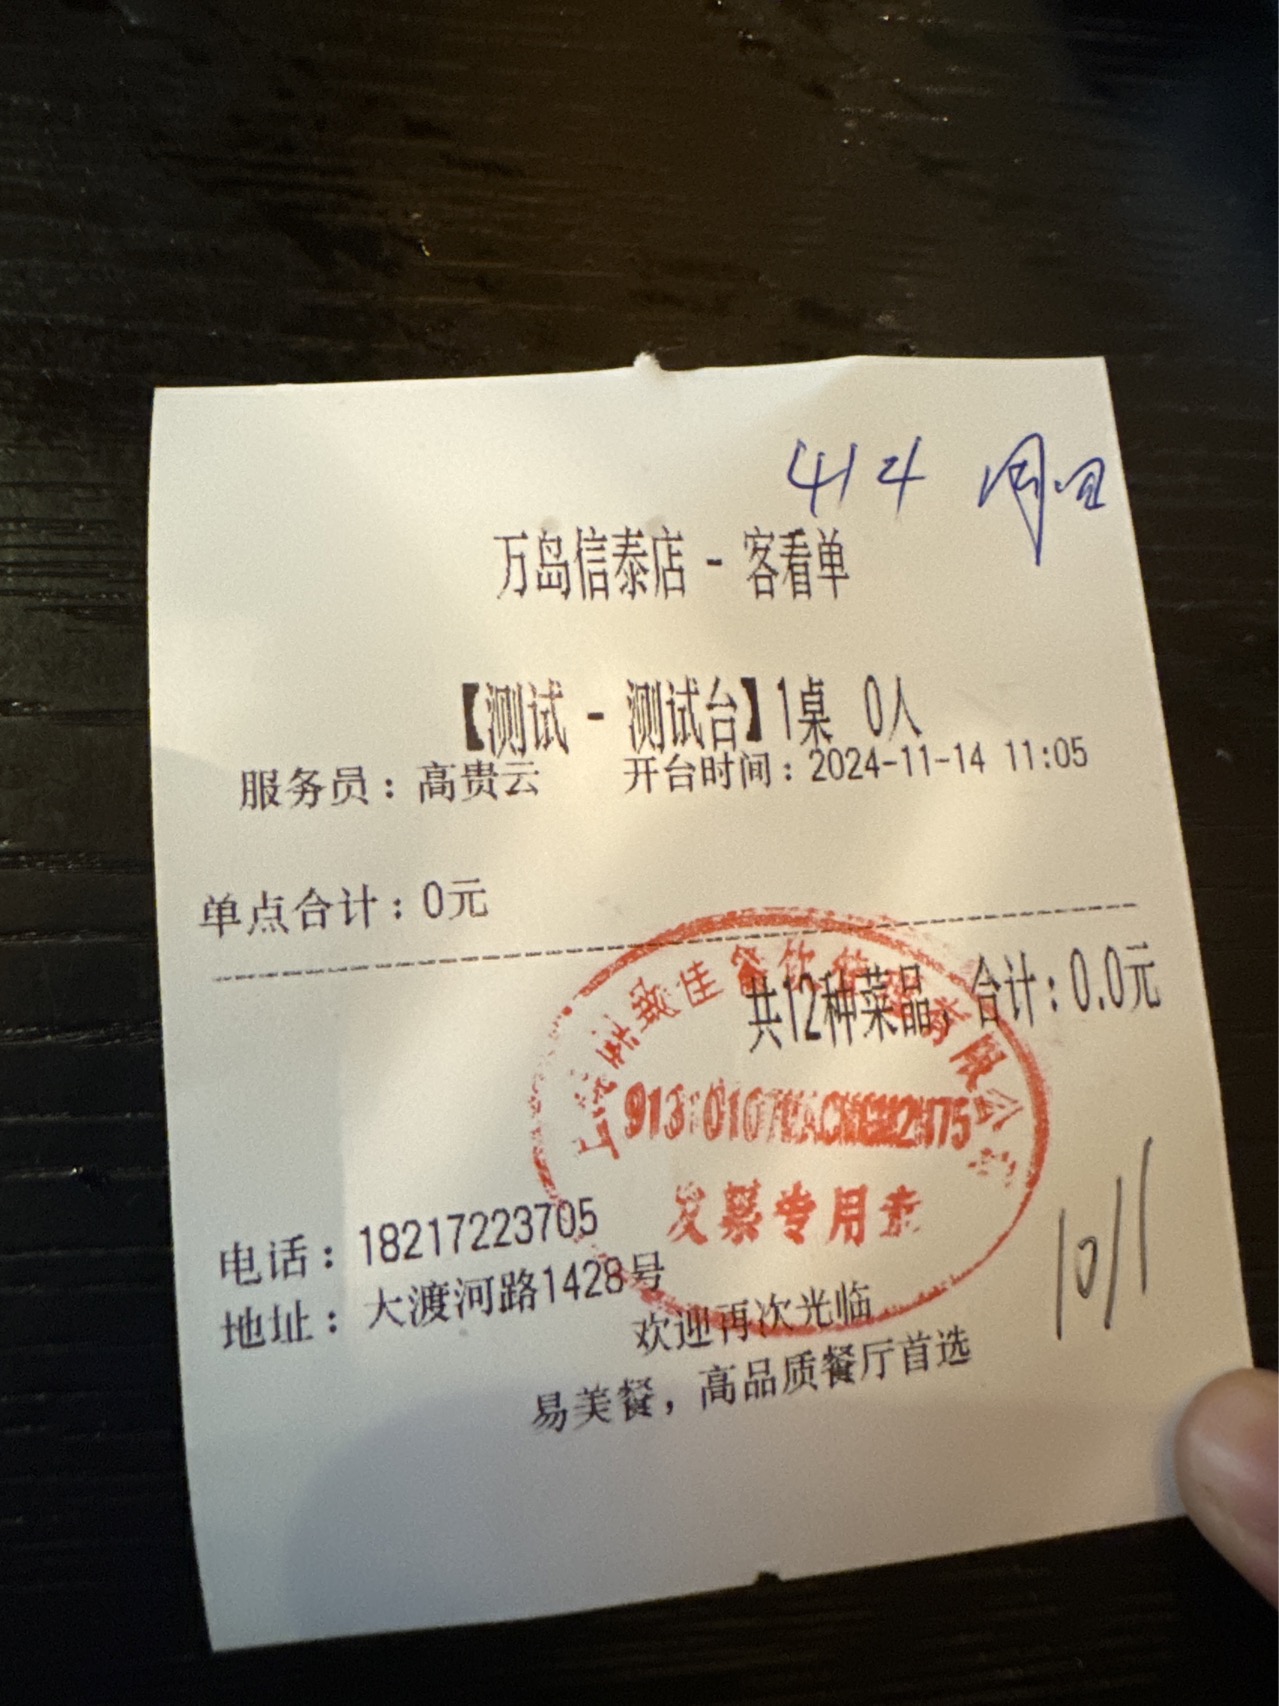 414
万岛信泰店 - 客看单
【测试 - 测试台】1桌 0人
服务员：高贵云 开台时间：2024-11-14 11:05
单点合计：0元
共12种菜品，合计：0.0元
发票专用章
电话：18217223705
地址：大渡河路1428号
10/1
欢迎再次光临
易美餐，高品质餐厅首选